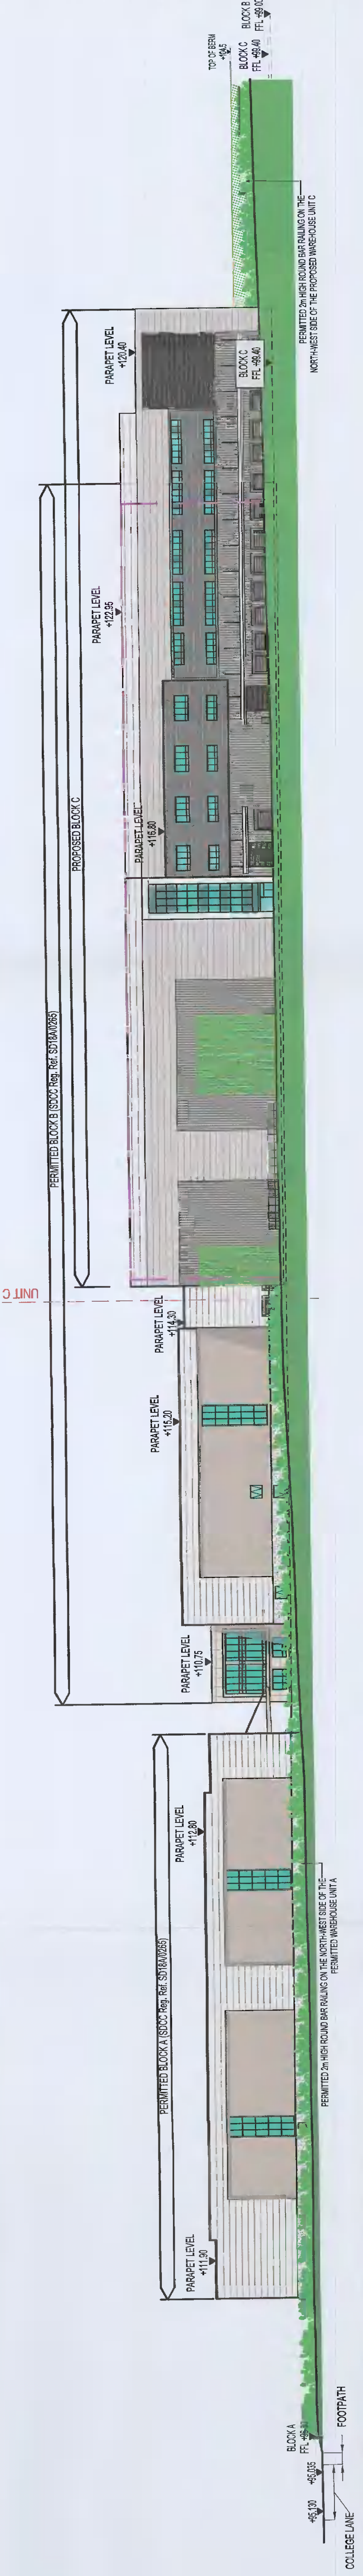 PERMITTED BLOCK B (SDCC Reg. Ref. SD18A/0265)
PROPOSED BLOCK C
PERMITTED BLOCK A (SDCC Reg. Ref. SD18A/0265)
UNIT C
PARAPET LEVEL
+111.90
PARAPET LEVEL
+112.80
PARAPET LEVEL
+110.75
PARAPET LEVEL
+115.20
PARAPET LEVEL
+114.30
PARAPET LEVEL
+116.80
PARAPET LEVEL
+122.95
PARAPET LEVEL
+120.40
BLOCK C
FFL +99.40
TOP OF BERM
BLOCK C
FFL +99.40
BLOCK B
FFL +99.00
BLOCK A
+95.130
+95.035
COLLEGE LANE
FOOTPATH
PERMITTED 2m HIGH ROUND BAR RAILING ON THE NORTH-WEST SIDE OF THE
PERMITTED WAREHOUSE UNIT A
PERMITTED 2m HIGH ROUND BAR RAILING ON THE
NORTH-WEST SIDE OF THE PROPOSED WAREHOUSE UNIT C